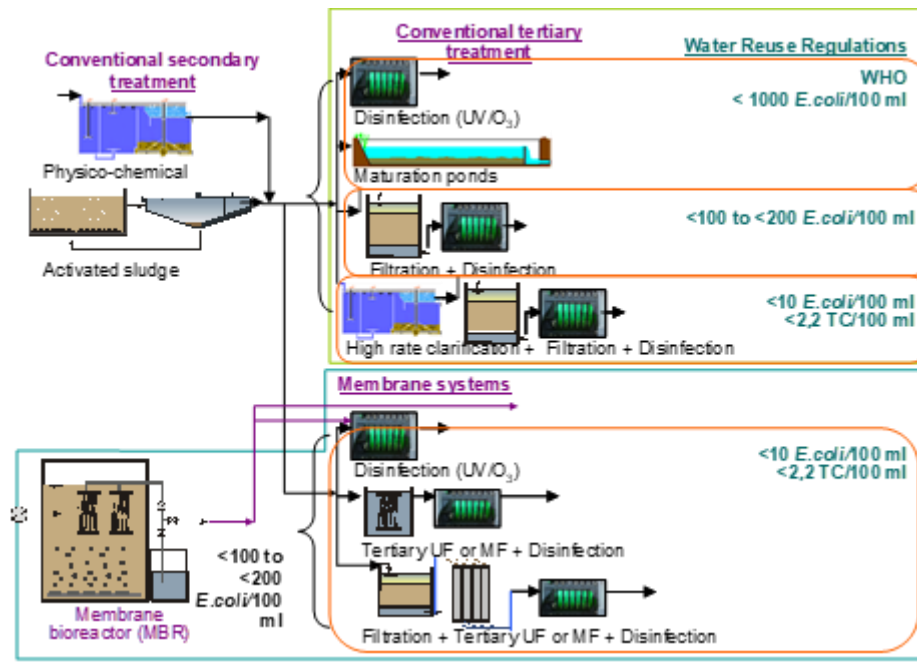 Conventional secondary
treatment
Physico-chemical
Activated sludge
Conventional tertiary
treatment
Water Reuse Regulations
WHO
< 1000 E.coli/100 ml
Disinfection (UV/O₃)
Maturation ponds
<100 to <200 E.coli/100 ml
Filtration + Disinfection
<10 E.coli/100 ml
<2,2 TC/100 ml
High rate clarification + Filtration + Disinfection
Membrane systems
Disinfection (UV/O₃)
<10 E.coli/100 ml
<2,2 TC/100 ml
Tertiary UF or MF + Disinfection
Filtration + Tertiary UF or MF + Disinfection
<100 to
<200
E.coli/100
ml
Membrane
bioreactor (MBR)